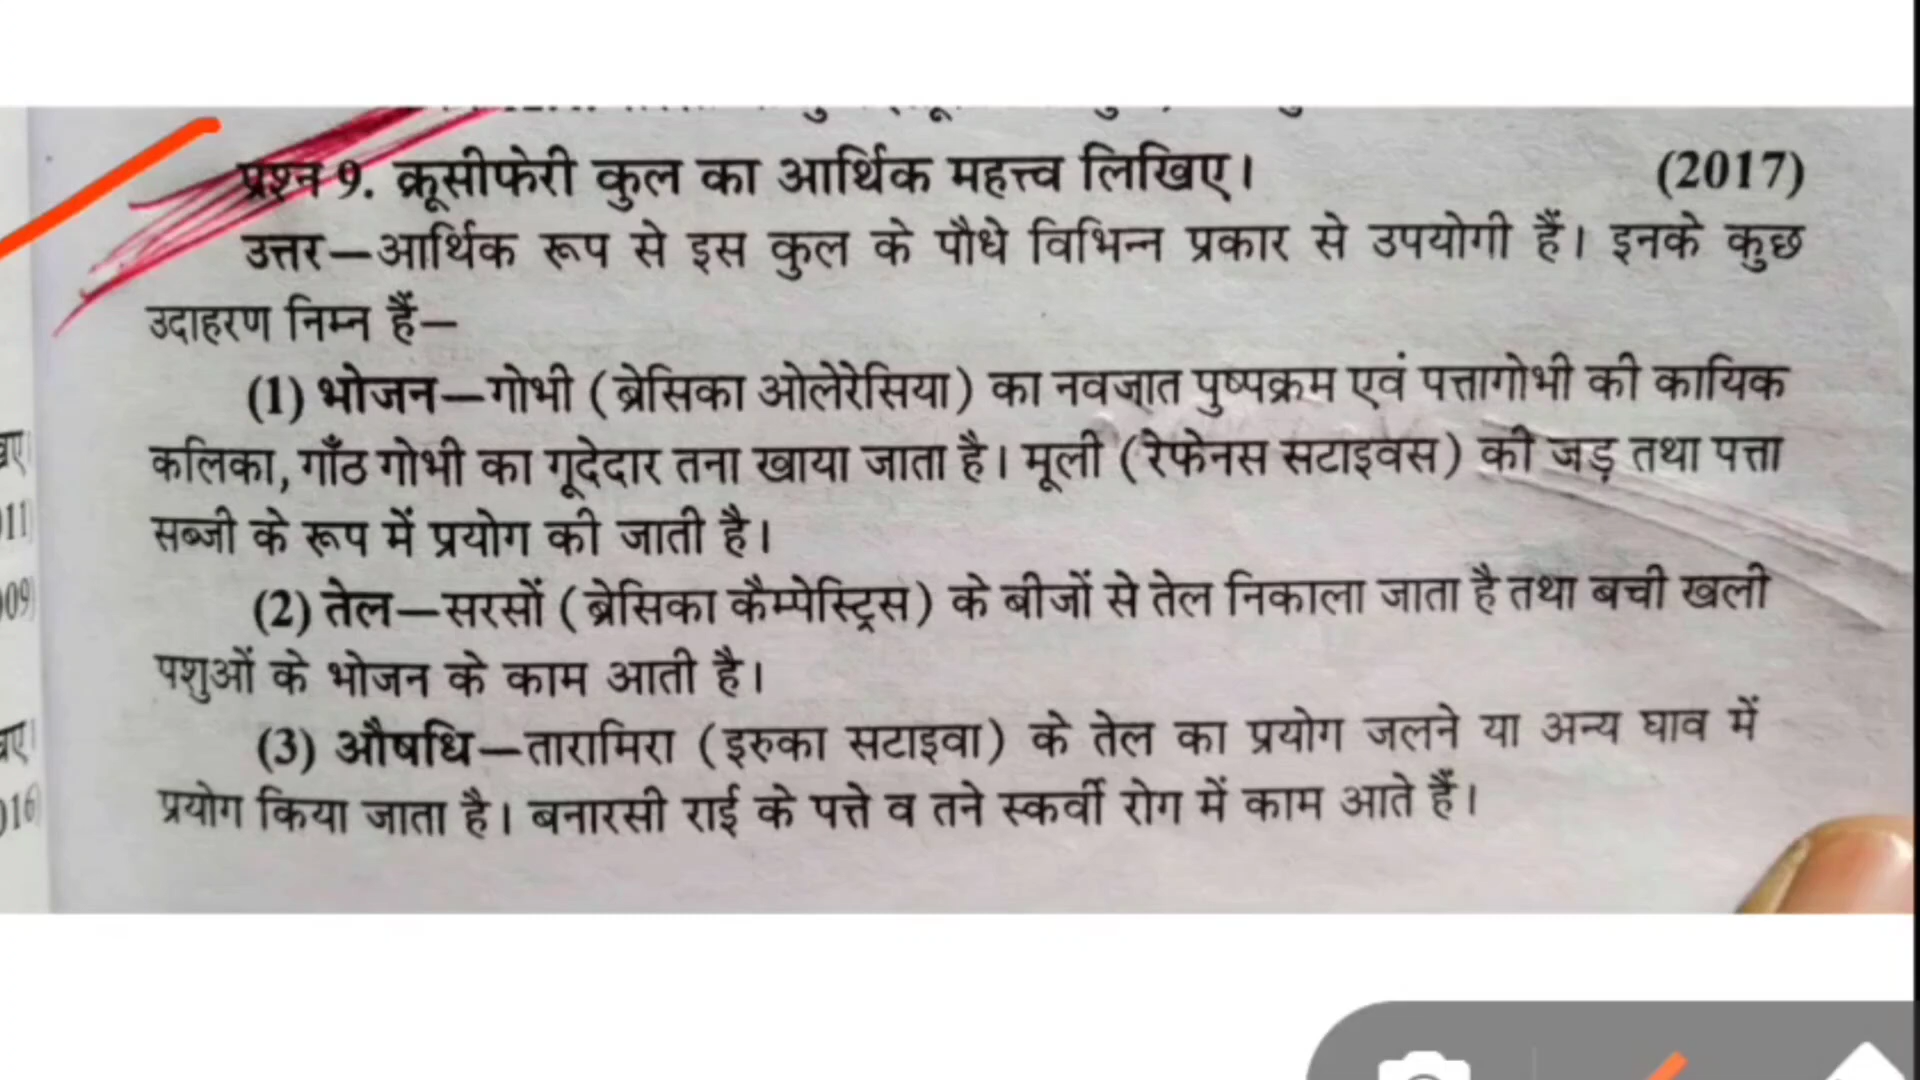 प्रश्न 9. क्रूसीफेरी कुल का आर्थिक महत्त्व लिखिए। (2017)
उत्तर—आर्थिक रूप से इस कुल के पौधे विभिन्न प्रकार से उपयोगी हैं। इनके कुछ
उदाहरण निम्न हैं—
(1) भोजन—गोभी (ब्रेसिका ओलेरेसिया) का नवजात पुष्पक्रम एवं पत्तागोभी की कायिक
कलिका, गाँठ गोभी का गूदेदार तना खाया जाता है। मूली (रेफेनस सटाइवस) की जड़ तथा पत्ता
सब्जी के रूप में प्रयोग की जाती है।
(2) तेल—सरसों (ब्रेसिका कैम्पेस्ट्रिस) के बीजों से तेल निकाला जाता है तथा बची खली
पशुओं के भोजन के काम आती है।
(3) औषधि—तारामिरा (इरुका सटाइवा) के तेल का प्रयोग जलने या अन्य घाव में
प्रयोग किया जाता है। बनारसी राई के पत्ते व तने स्कर्वी रोग में काम आते हैं।